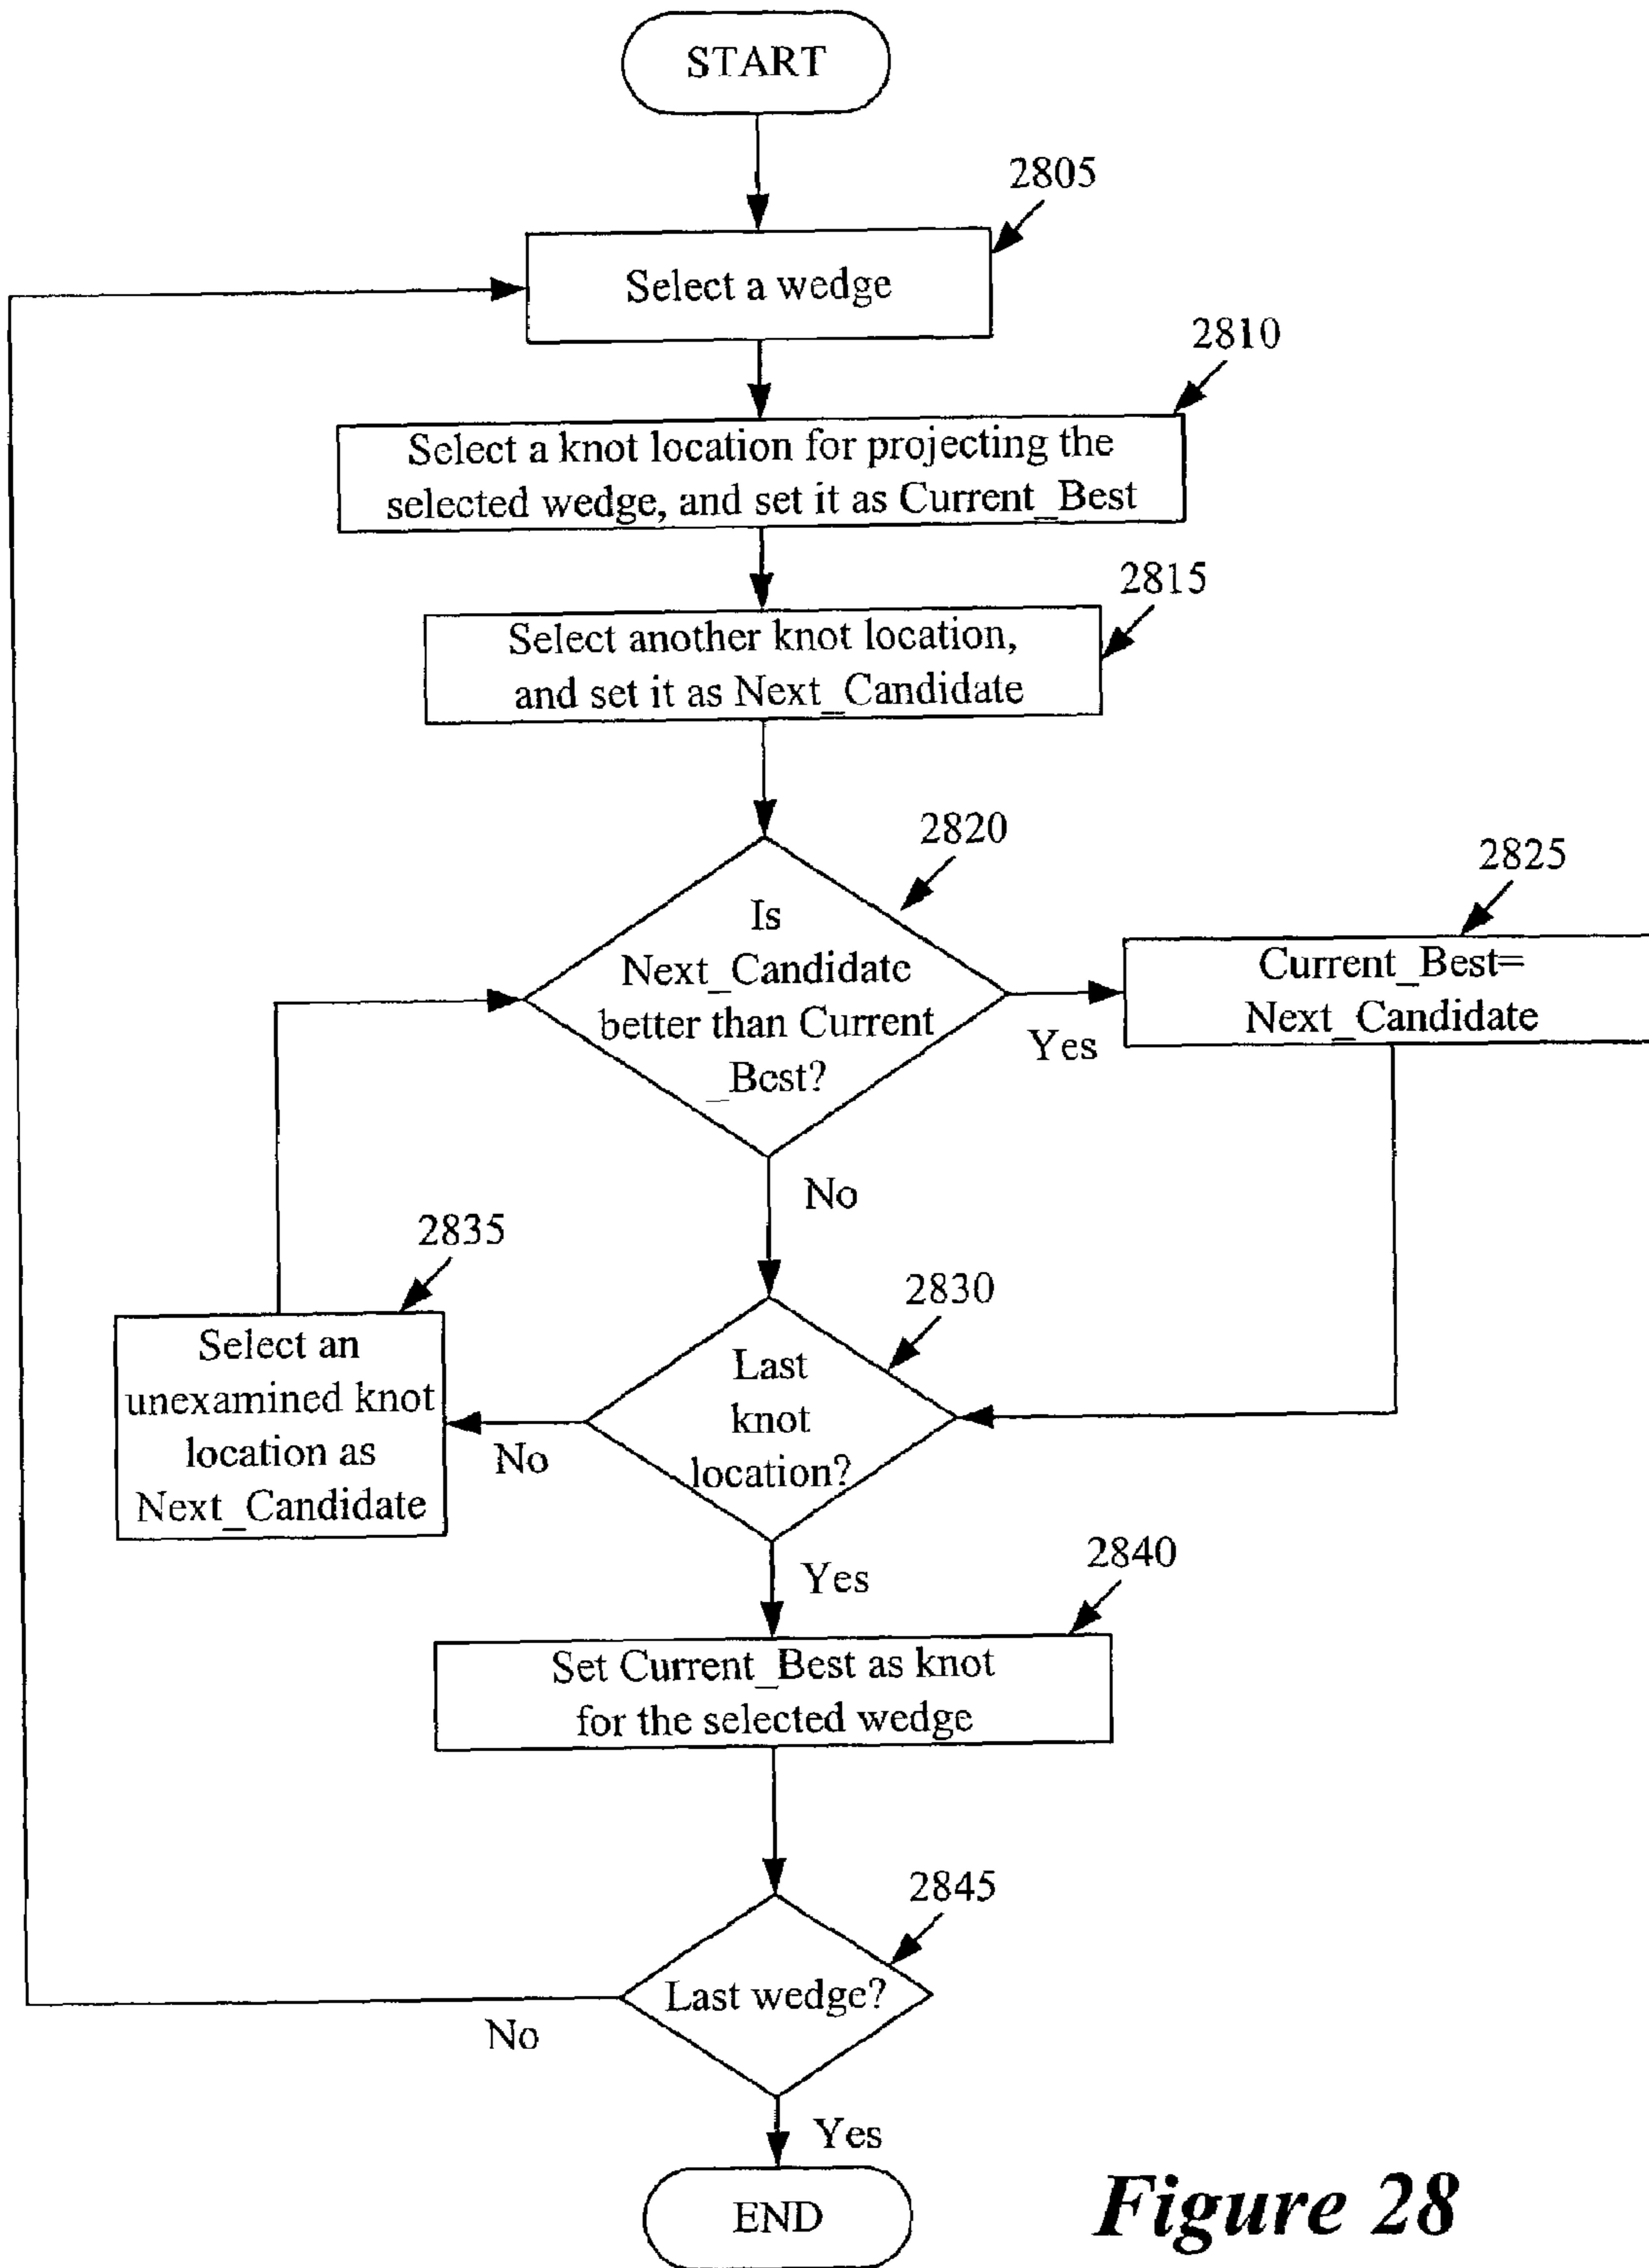 START
2805
Select a wedge
2810
Select a knot location for projecting the
selected wedge, and set it as Current_Best
2815
Select another knot location,
and set it as Next_Candidate
2820
Is
Next_Candidate
better than Current
_Best?
Yes
2825
Current_Best=
Next_Candidate
No
2835
Select an
unexamined knot
location as
Next_Candidate
2830
Last
knot
location?
No
Yes
2840
Set Current_Best as knot
for the selected wedge
2845
Last wedge?
No
Yes
END
Figure 28